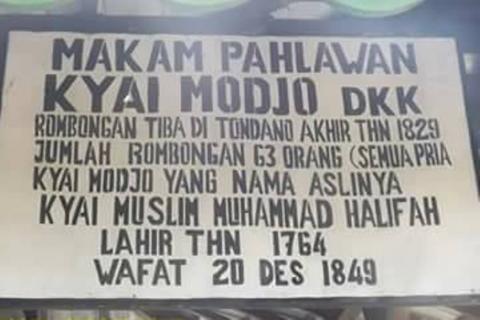 MAKAM PAHLAWAN
KYAI MODJO DKK
ROMBONGAN TIBA DI TONDANO AKHIR THN 1829
JUMLAH ROMBONGAN 63 ORANG (SEMUA PRIA
KYAI MODJO YANG NAMA ASLINYA
KYAI MUSLIM MUHAMMAD HALIFAH
LAHIR THN 1764
WAFAT 20 DES 1849